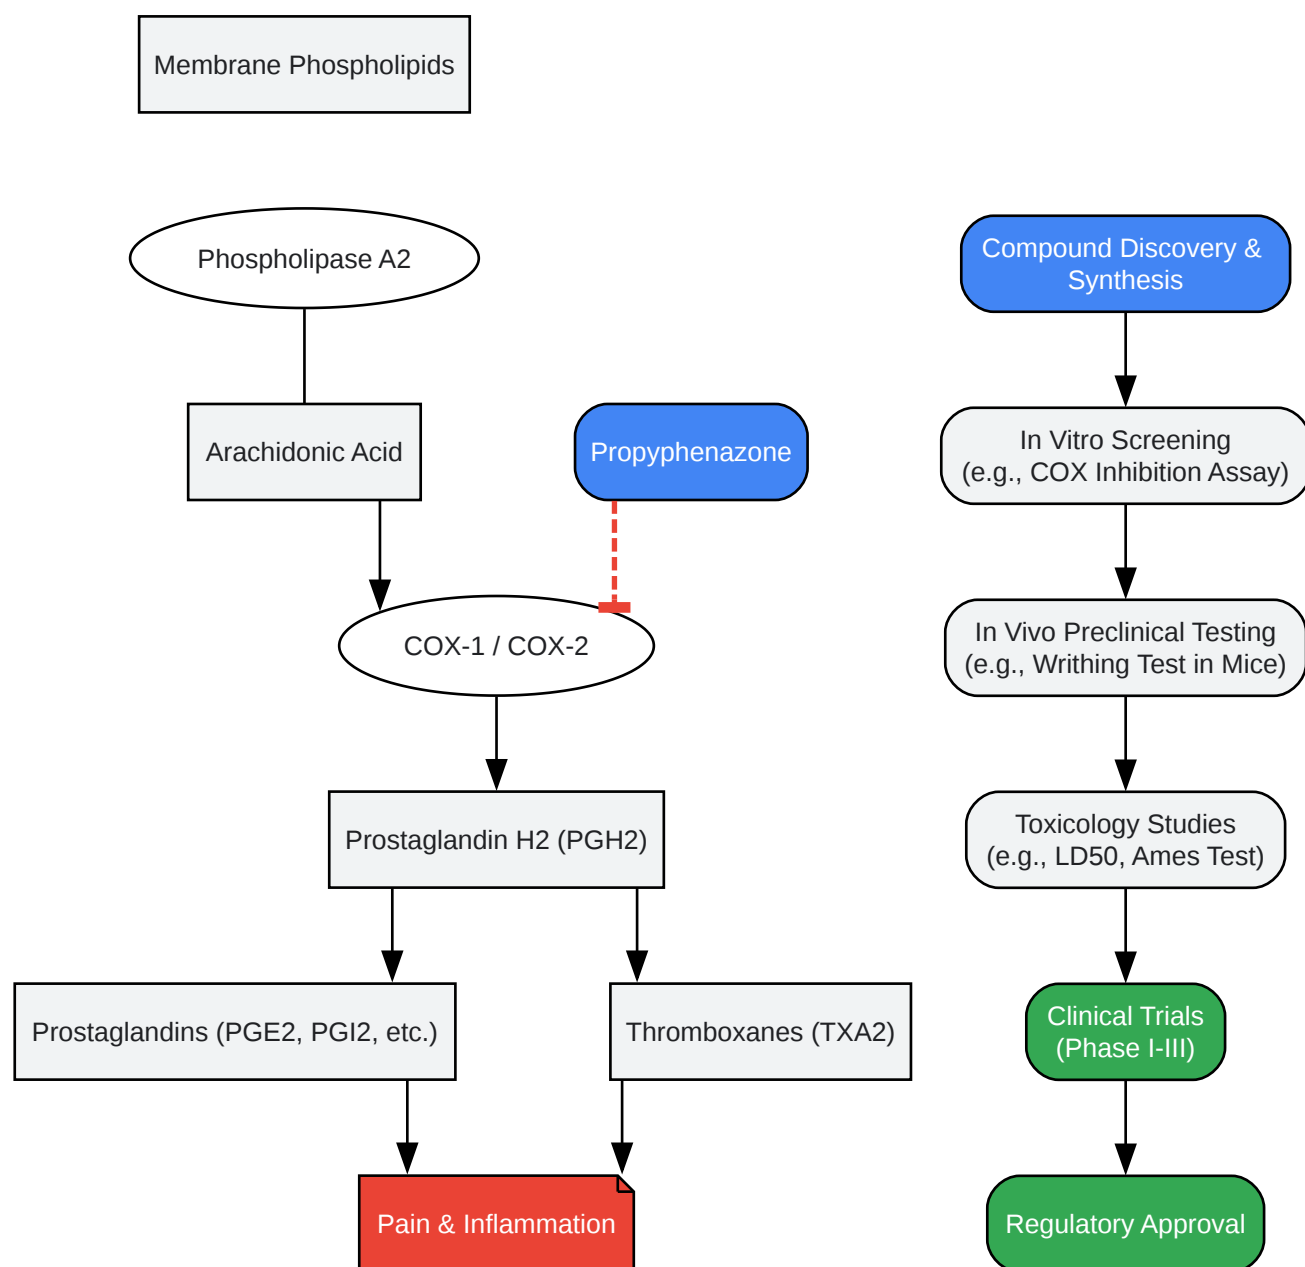 Membrane Phospholipids
Phospholipase A2
Arachidonic Acid
Propyphenazone
COX-1 / COX-2
Prostaglandin H2 (PGH2)
Prostaglandins (PGE2, PGI2, etc.)
Thromboxanes (TXA2)
Pain & Inflammation
Compound Discovery &
Synthesis
In Vitro Screening
(e.g., COX Inhibition Assay)
In Vivo Preclinical Testing
(e.g., Writhing Test in Mice)
Toxicology Studies
(e.g., LD50, Ames Test)
Clinical Trials
(Phase I-III)
Regulatory Approval